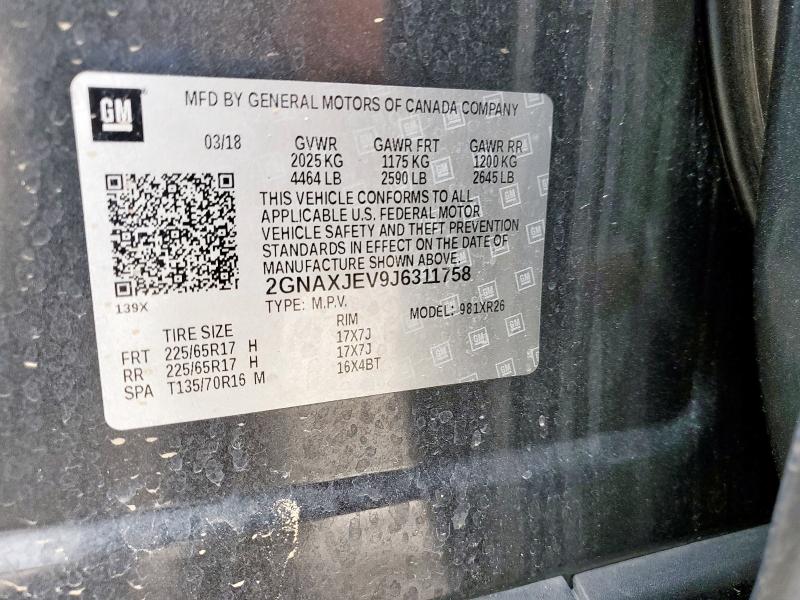 GM
MFD BY GENERAL MOTORS OF CANADA COMPANY
03/18 GVWR GAWR FRT GAWR RR
2025 KG 1175 KG 1200 KG
4464 LB 2590 LB 2645 LB
THIS VEHICLE CONFORMS TO ALL
APPLICABLE U.S. FEDERAL MOTOR
VEHICLE SAFETY AND THEFT PREVENTION
STANDARDS IN EFFECT ON THE DATE OF
MANUFACTURE SHOWN ABOVE.
2GNAXJEV9J6311758
139X
TYPE: M.P.V. MODEL: 981XR26
TIRE SIZE RIM
FRT 225/65R17 H 17X7J
RR 225/65R17 H 17X7J
SPA T135/70R16 M 16X4BT